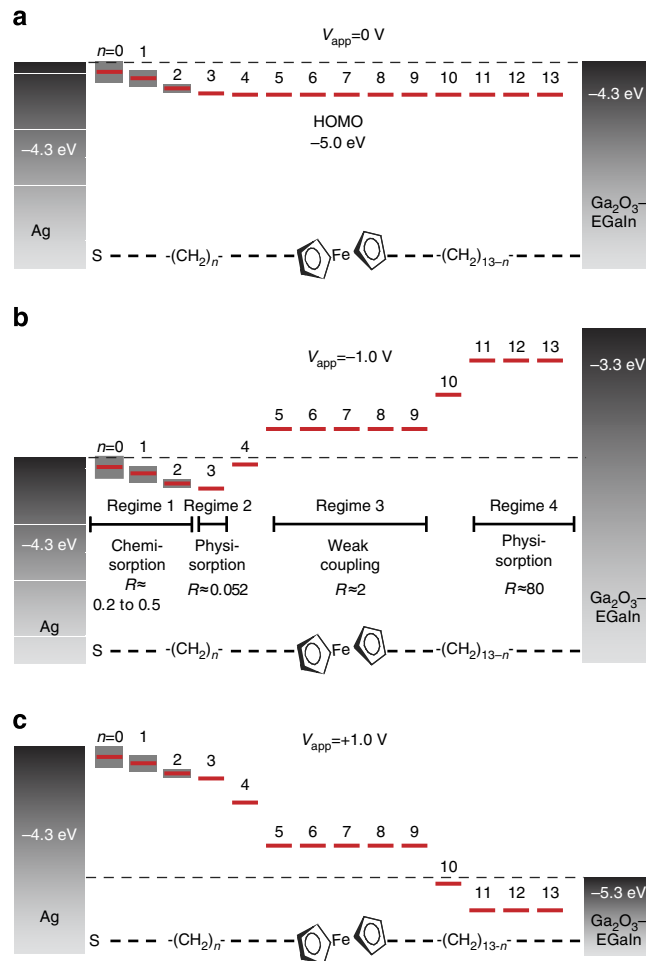 a
V_app=0 V
n=0 1 2 3 4 5 6 7 8 9 10 11 12 13
–4.3 eV
–4.3 eV
HOMO
–5.0 eV
Ag
Ga₂O₃–
EGaIn
S -(CH₂)ₙ- Fe -(CH₂)₁₃₋ₙ-
b
V_app=–1.0 V
11 12 13
–3.3 eV
10
5 6 7 8 9
n=0 1 2 3 4
Regime 1 Regime 2 Regime 3 Regime 4
–4.3 eV
Chemi-
sorption
R≈
0.2 to 0.5
Physi-
sorption
R≈0.052
Weak
coupling
R≈2
Physi-
sorption
R≈80
Ag
Ga₂O₃–
EGaIn
S -(CH₂)ₙ- Fe -(CH₂)₁₃₋ₙ-
c
V_app=+1.0 V
n=0 1 2 3 4
–4.3 eV
5 6 7 8 9
10
11 12 13
–5.3 eV
Ag
Ga₂O₃–
EGaIn
S -(CH₂)ₙ- Fe -(CH₂)₁₃₋ₙ-